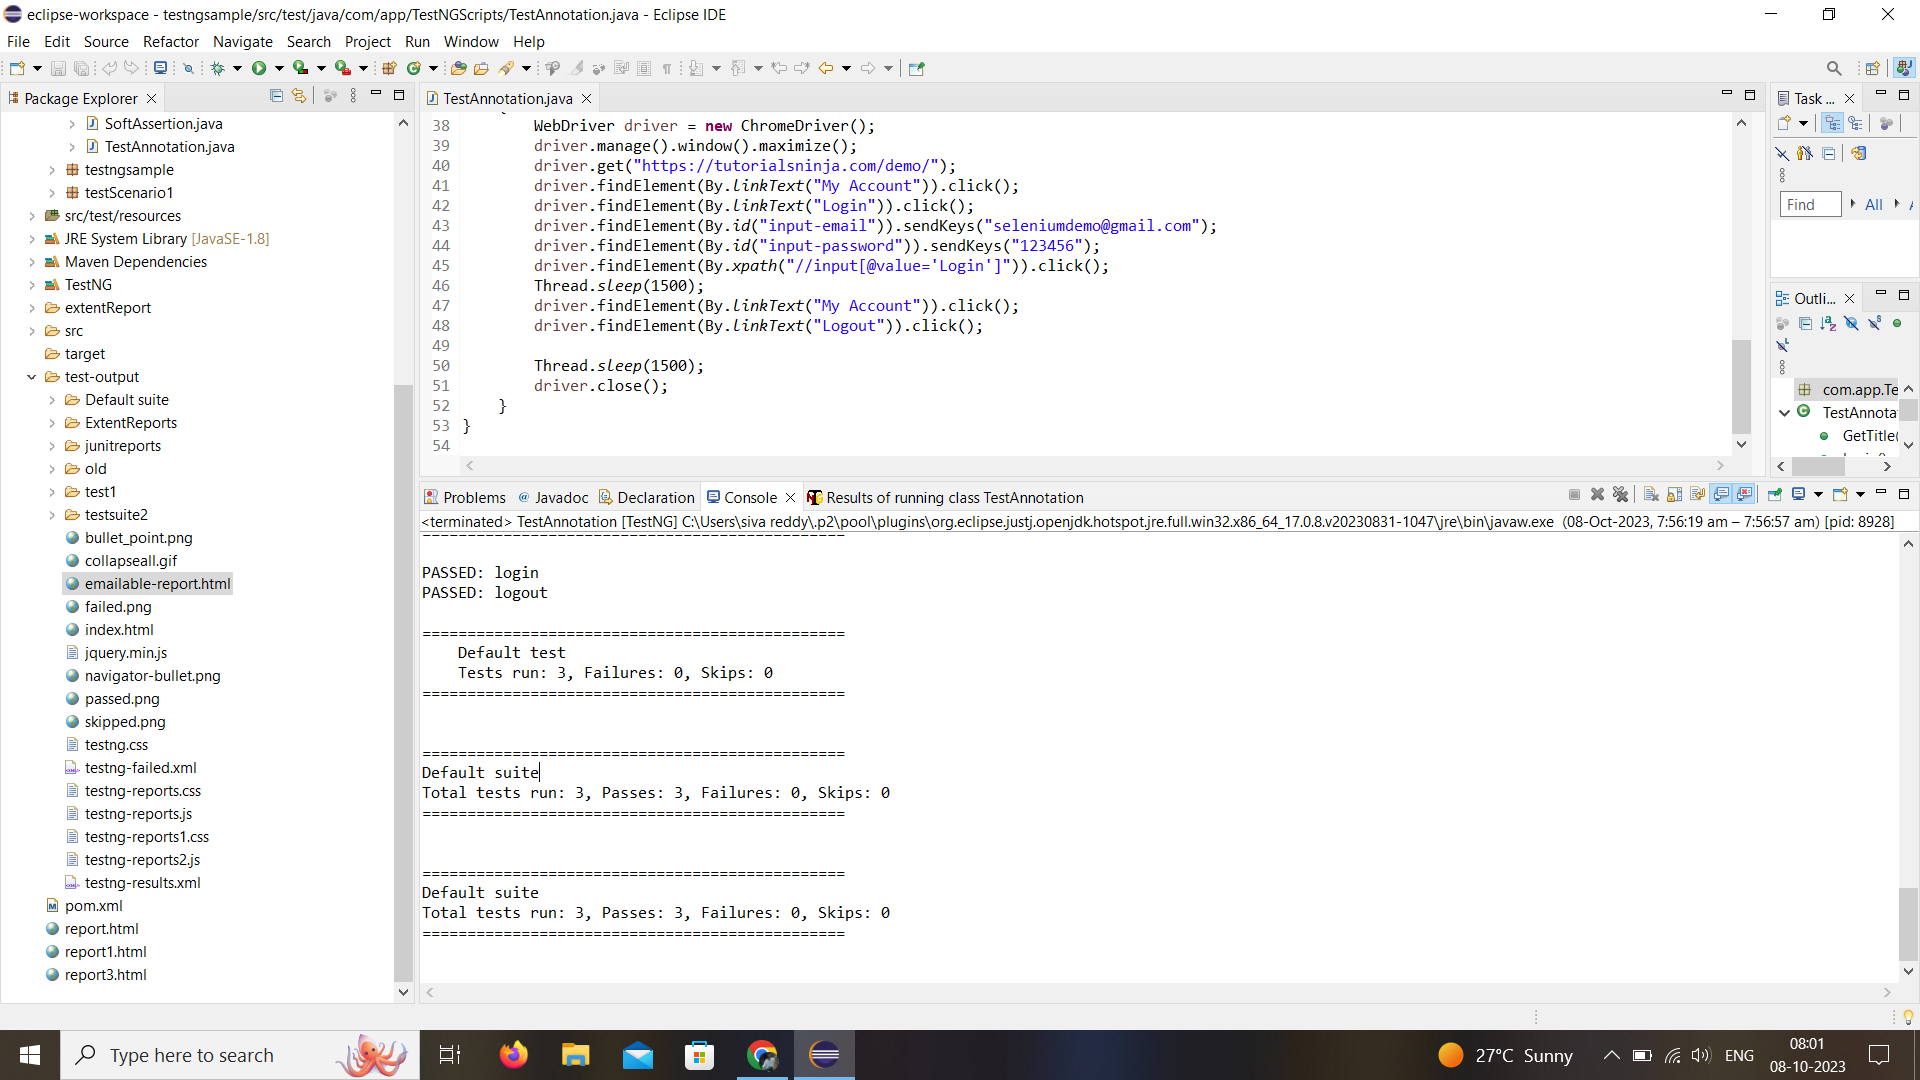 eclipse-workspace - testngsample/src/test/java/com/app/TestNGScripts/TestAnnotation.java - Eclipse IDE
File Edit Source Refactor Navigate Search Project Run Window Help
Package Explorer
SoftAssertion.java
TestAnnotation.java
testngsample
testScenario1
src/test/resources
JRE System Library [JavaSE-1.8]
Maven Dependencies
TestNG
extentReport
src
target
test-output
Default suite
ExtentReports
junitreports
old
test1
testsuite2
bullet_point.png
collapseall.gif
emailable-report.html
failed.png
index.html
jquery.min.js
navigator-bullet.png
passed.png
skipped.png
testng.css
testng-failed.xml
testng-reports.css
testng-reports.js
testng-reports1.css
testng-reports2.js
testng-results.xml
pom.xml
report.html
report1.html
report3.html
TestAnnotation.java
38 WebDriver driver = new ChromeDriver();
39 driver.manage().window().maximize();
40 driver.get("https://tutorialsninja.com/demo/");
41 driver.findElement(By.linkText("My Account")).click();
42 driver.findElement(By.linkText("Login")).click();
43 driver.findElement(By.id("input-email")).sendKeys("seleniumdemo@gmail.com");
44 driver.findElement(By.id("input-password")).sendKeys("123456");
45 driver.findElement(By.xpath("//input[@value='Login']")).click();
46 Thread.sleep(1500);
47 driver.findElement(By.linkText("My Account")).click();
48 driver.findElement(By.linkText("Logout")).click();
49
50 Thread.sleep(1500);
51 driver.close();
52 }
53 }
54
Task ...
Find All
Outli...
com.app.Te
TestAnnota
GetTitle(
Problems @ Javadoc Declaration Console Results of running class TestAnnotation
<terminated> TestAnnotation [TestNG] C:\Users\siva reddy\.p2\pool\plugins\org.eclipse.justj.openjdk.hotspot.jre.full.win32.x86_64_17.0.8.v20230831-1047\jre\bin\javaw.exe (08-Oct-2023, 7:56:19 am – 7:56:57 am) [pid: 8928]
===============================================
PASSED: login
PASSED: logout
===============================================
Default test
Tests run: 3, Failures: 0, Skips: 0
===============================================
===============================================
Default suite
Total tests run: 3, Passes: 3, Failures: 0, Skips: 0
===============================================
===============================================
Default suite
Total tests run: 3, Passes: 3, Failures: 0, Skips: 0
===============================================
Type here to search
27°C Sunny
ENG
08:01
08-10-2023